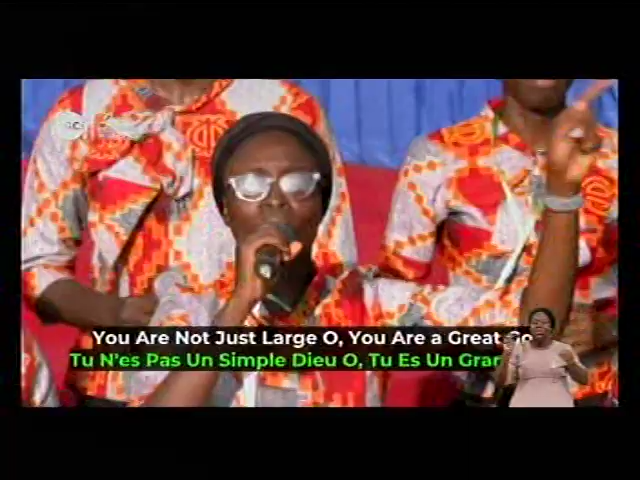 You Are Not Just Large O, You Are a Great
Tu N'es Pas Un Simple Dieu O, Tu Es Un